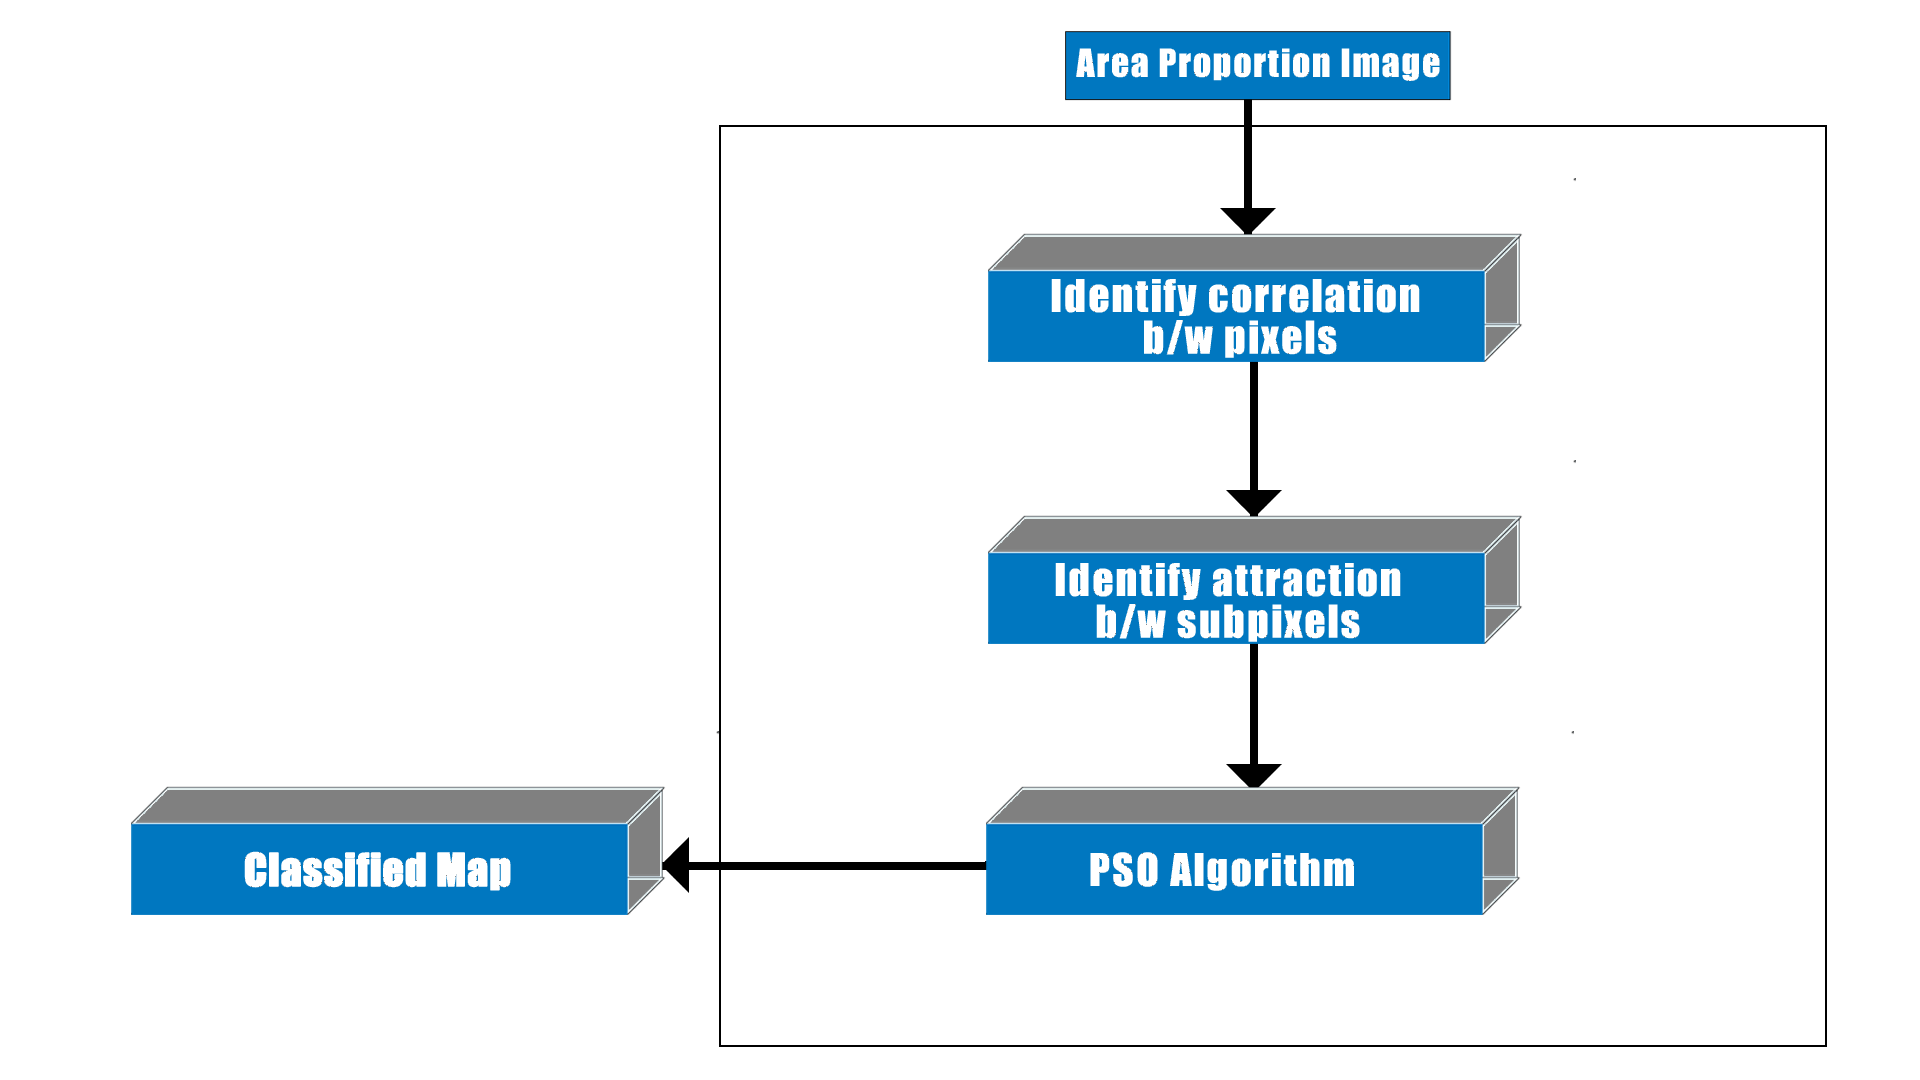 Area Proportion Image
Identify correlation
b/w pixels
Identify attraction
b/w subpixels
PSO Algorithm
Classified Map